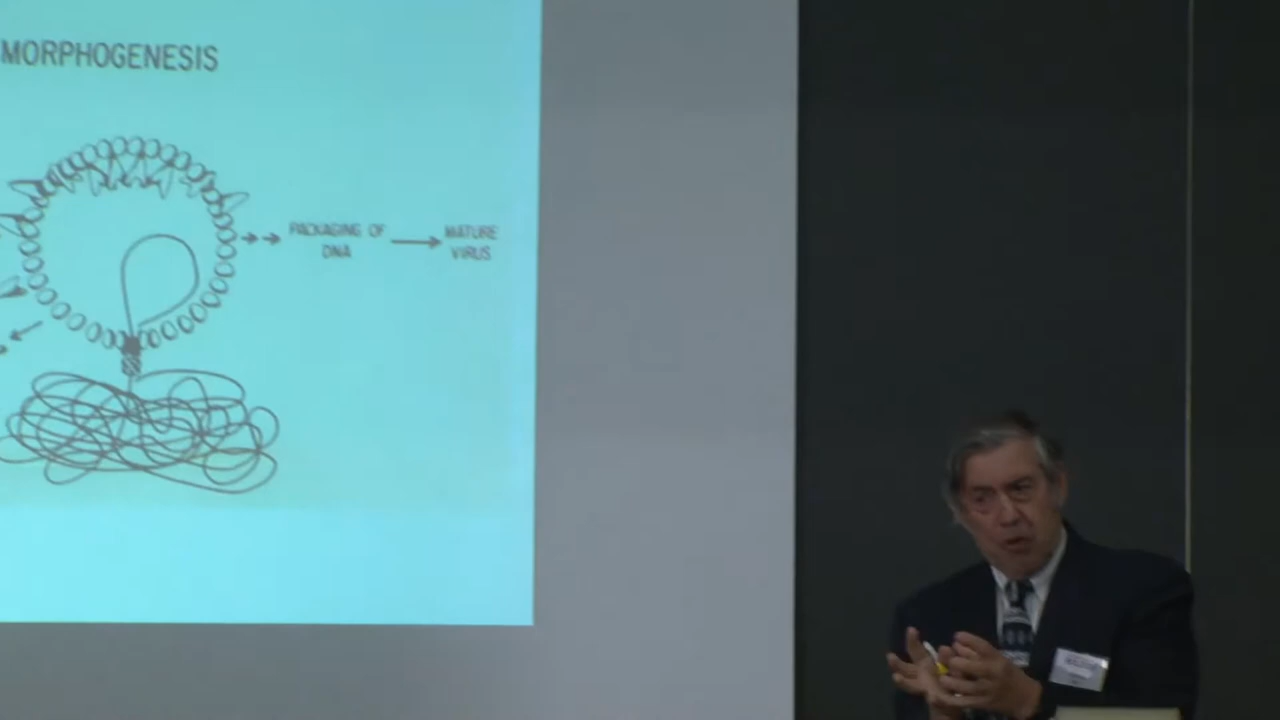 MORPHOGENESIS
PACKAGING OF
DNA
MATURE
VIRUS